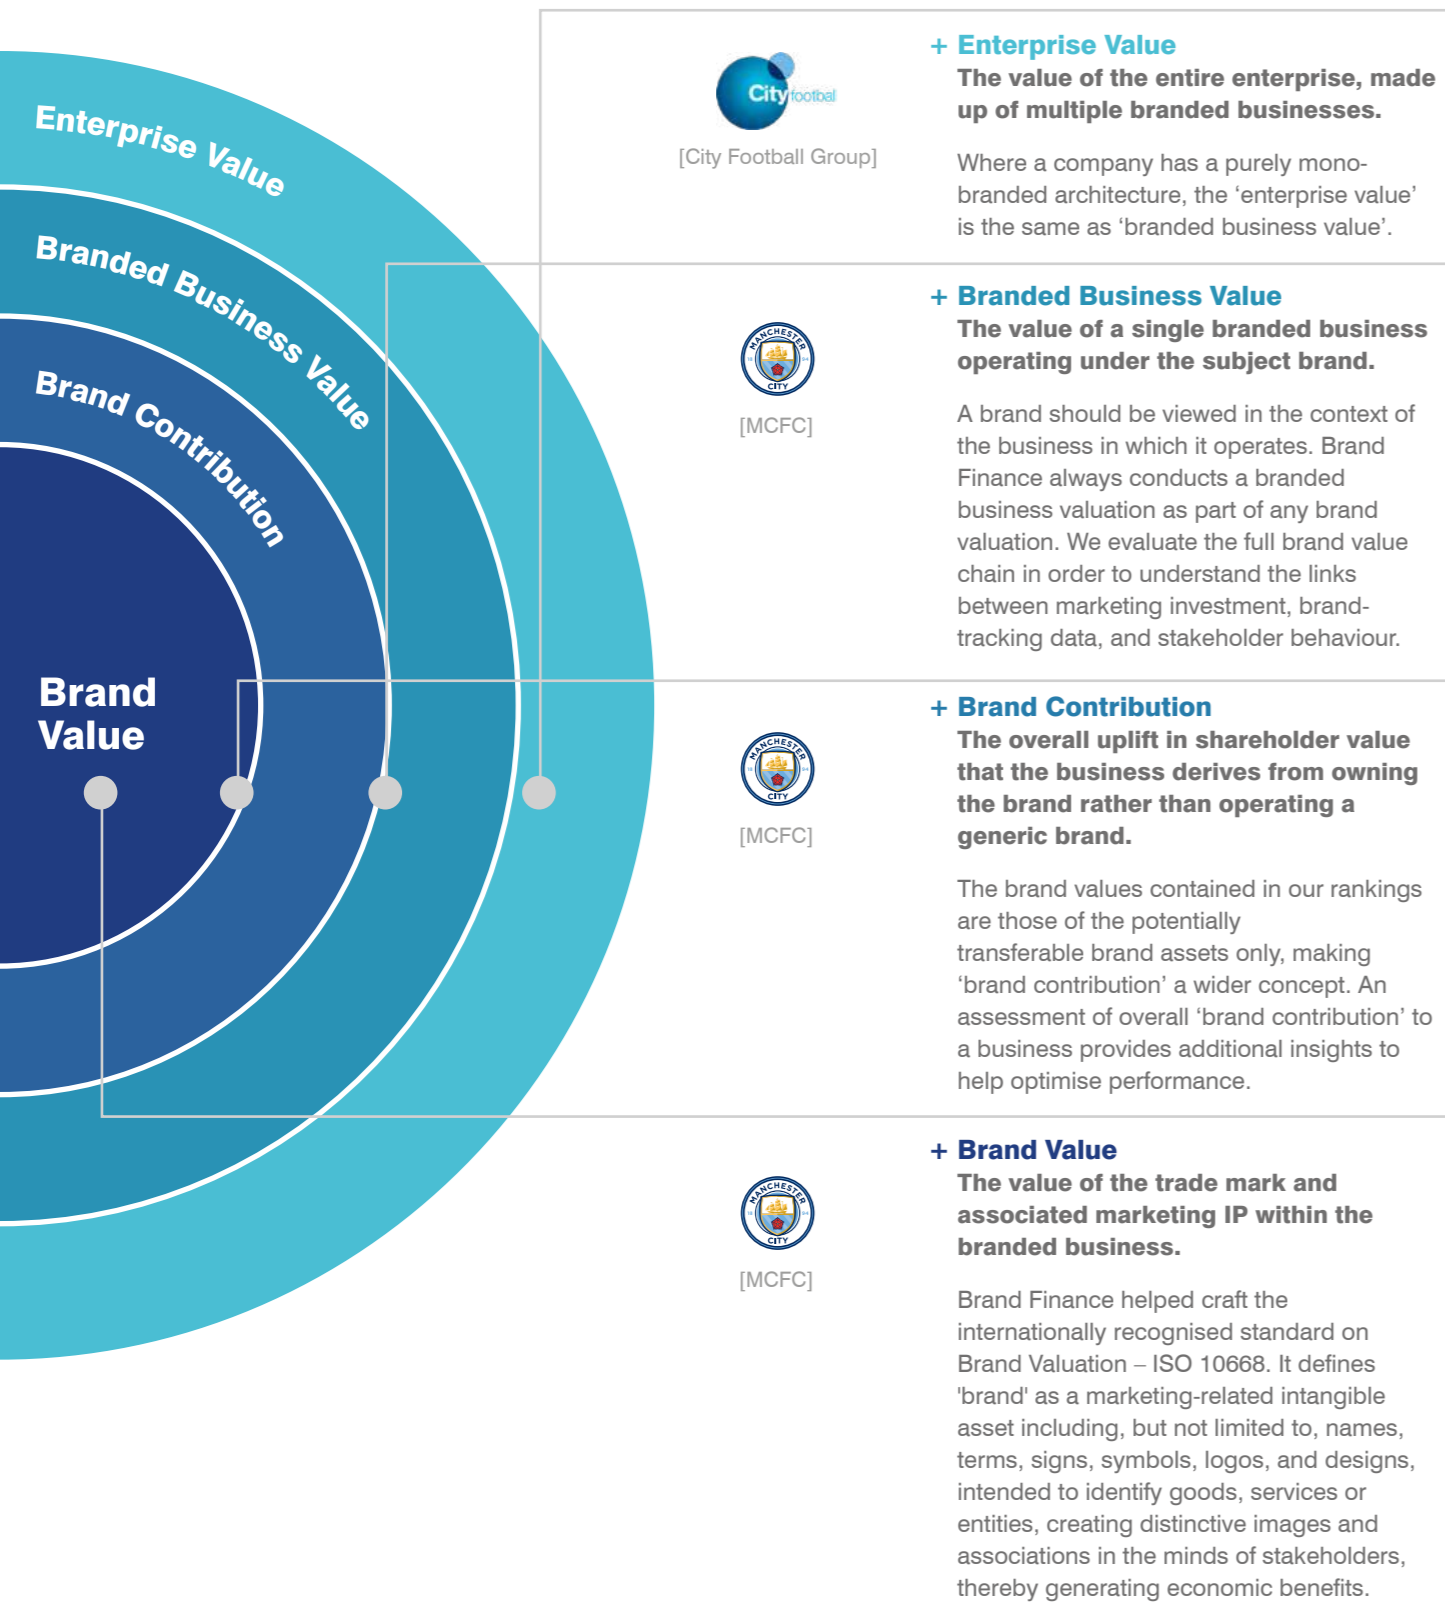 Enterprise Value
Branded Business Value
Brand Contribution
Brand
Value
City football
[City Football Group]
+ Enterprise Value
The value of the entire enterprise, made
up of multiple branded businesses.
Where a company has a purely mono-
branded architecture, the ‘enterprise value’
is the same as ‘branded business value’.
MANCHESTER
18 94
CITY
[MCFC]
+ Branded Business Value
The value of a single branded business
operating under the subject brand.
A brand should be viewed in the context of
the business in which it operates. Brand
Finance always conducts a branded
business valuation as part of any brand
valuation. We evaluate the full brand value
chain in order to understand the links
between marketing investment, brand-
tracking data, and stakeholder behaviour.
MANCHESTER
18 94
CITY
[MCFC]
+ Brand Contribution
The overall uplift in shareholder value
that the business derives from owning
the brand rather than operating a
generic brand.
The brand values contained in our rankings
are those of the potentially
transferable brand assets only, making
‘brand contribution’ a wider concept. An
assessment of overall ‘brand contribution’ to
a business provides additional insights to
help optimise performance.
MANCHESTER
18 94
CITY
[MCFC]
+ Brand Value
The value of the trade mark and
associated marketing IP within the
branded business.
Brand Finance helped craft the
internationally recognised standard on
Brand Valuation – ISO 10668. It defines
'brand' as a marketing-related intangible
asset including, but not limited to, names,
terms, signs, symbols, logos, and designs,
intended to identify goods, services or
entities, creating distinctive images and
associations in the minds of stakeholders,
thereby generating economic benefits.